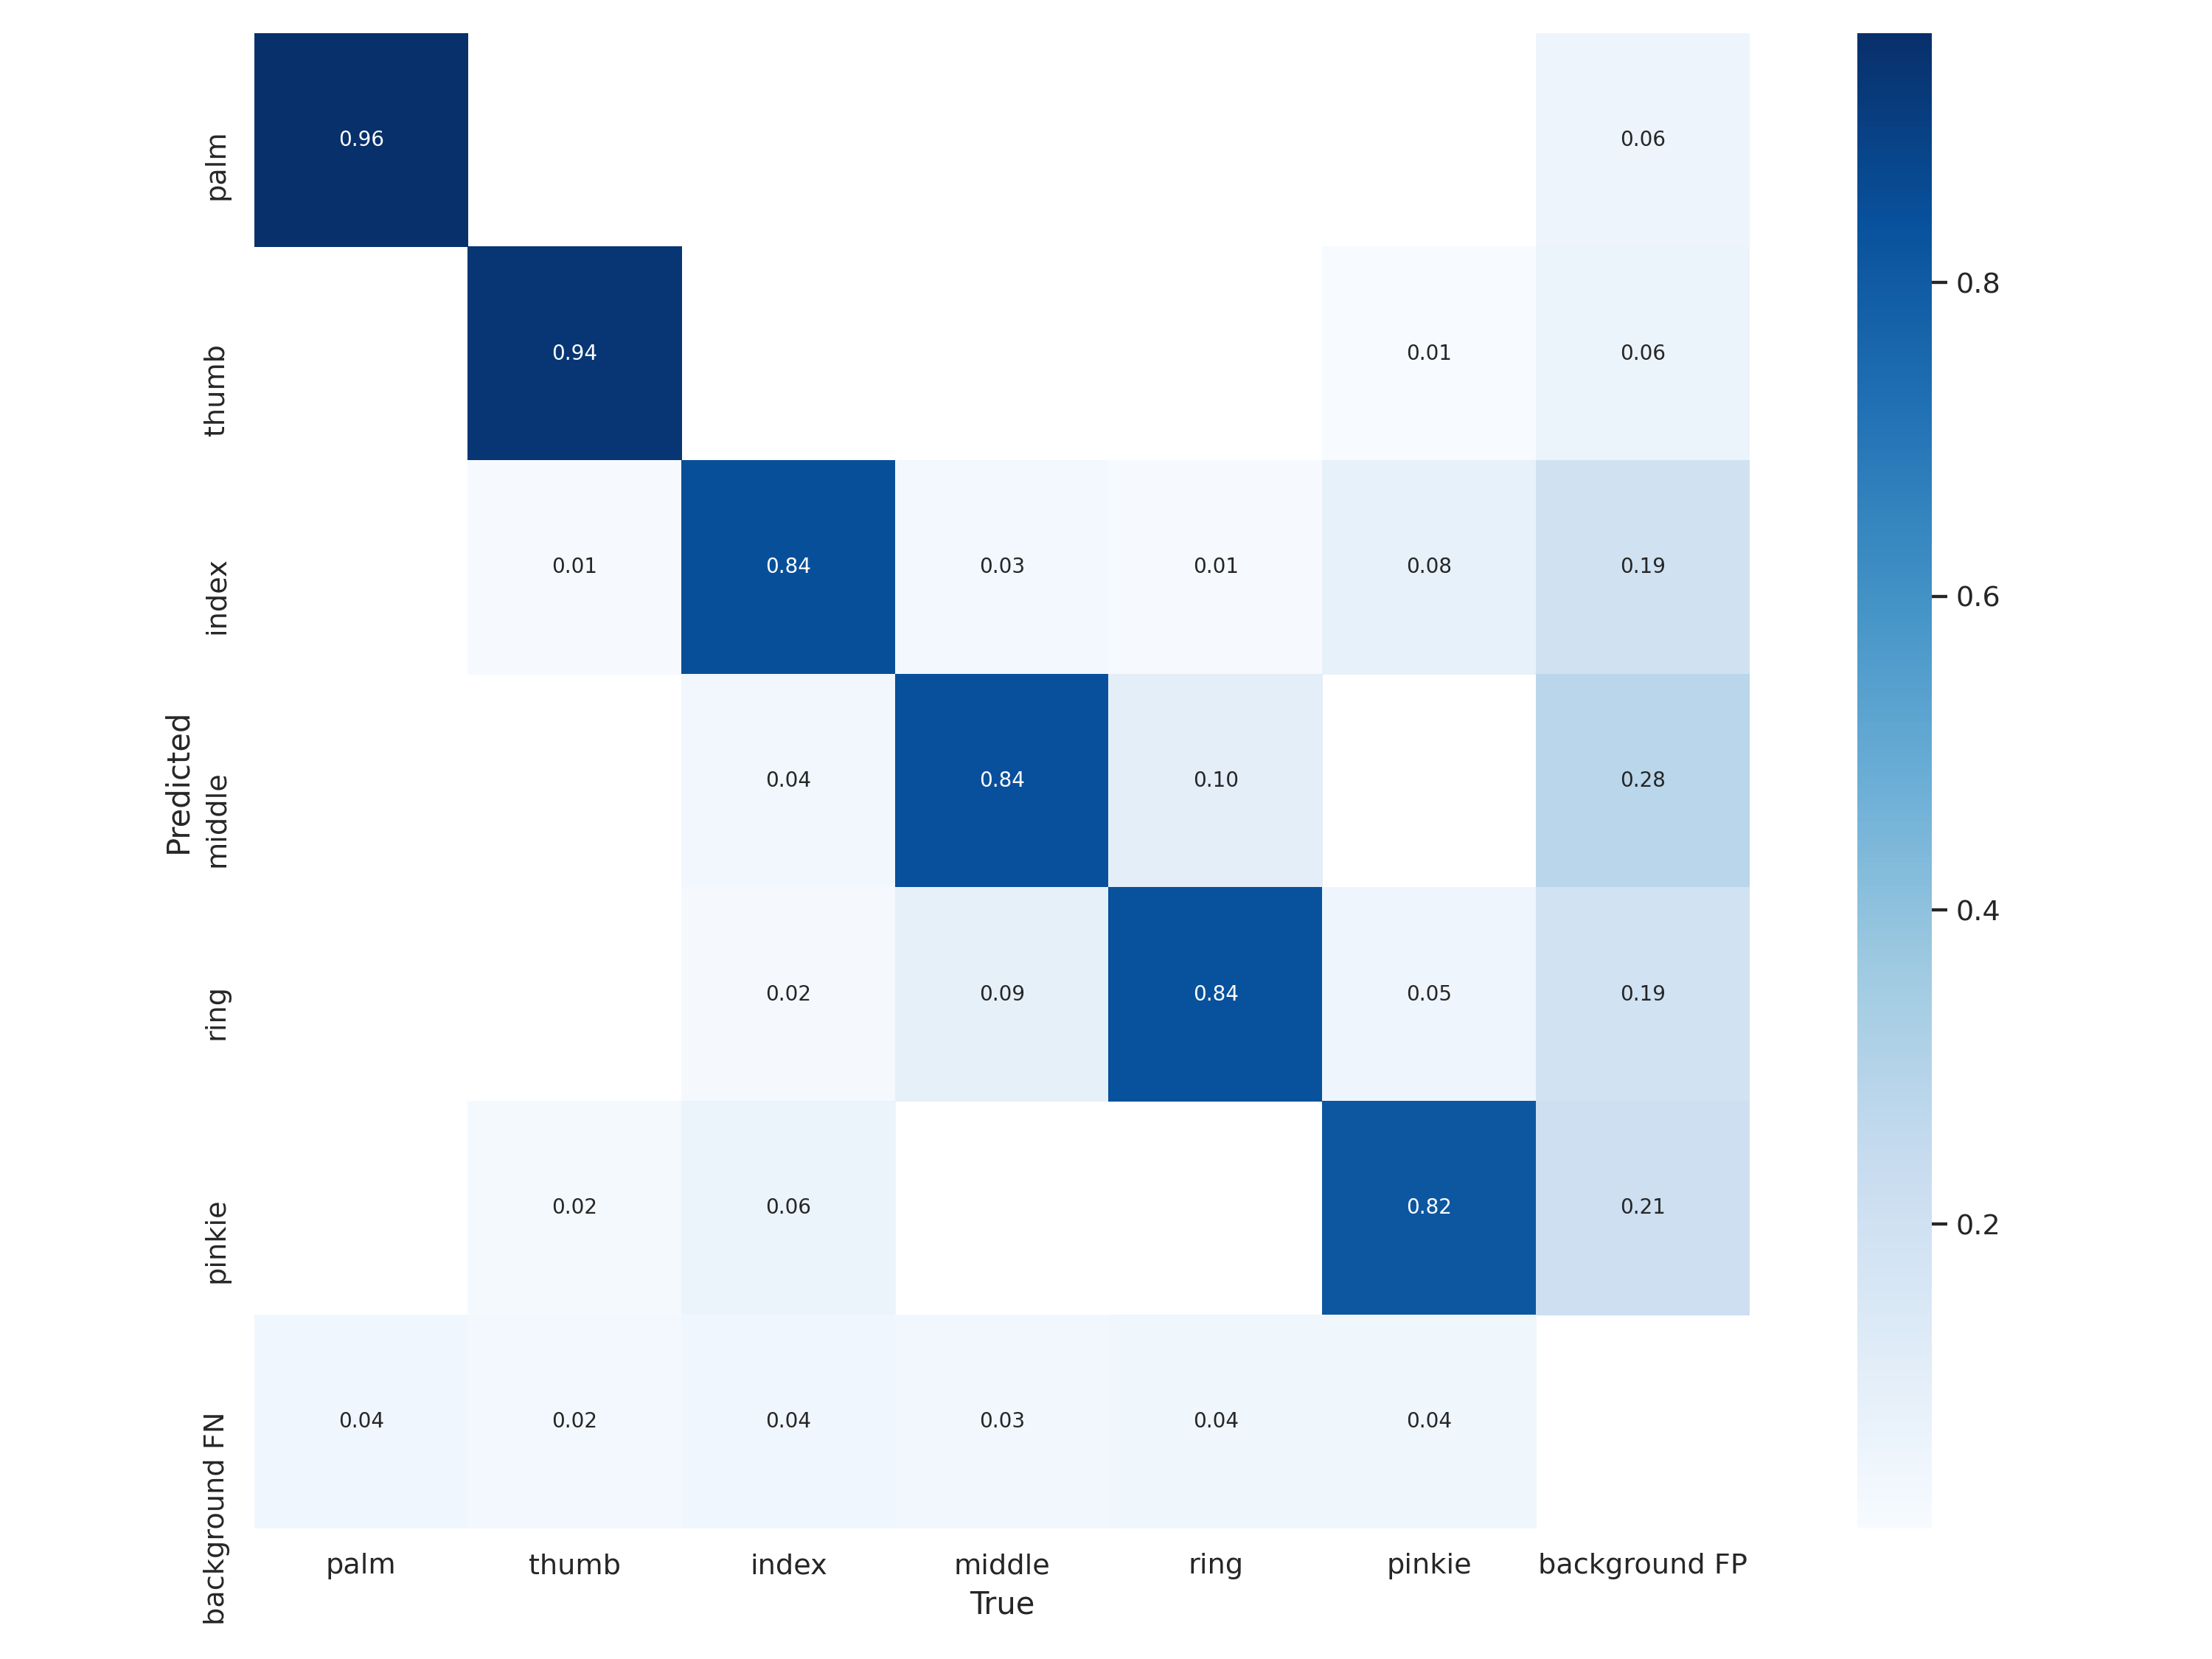 palm 0.96 0.06
thumb 0.94 0.01 0.06
index 0.01 0.84 0.03 0.01 0.08 0.19
middle 0.04 0.84 0.10 0.28
ring 0.02 0.09 0.84 0.05 0.19
pinkie 0.02 0.06 0.82 0.21
background FN 0.04 0.02 0.04 0.03 0.04 0.04
Predicted
palm thumb index middle ring pinkie background FP
True
0.8
0.6
0.4
0.2